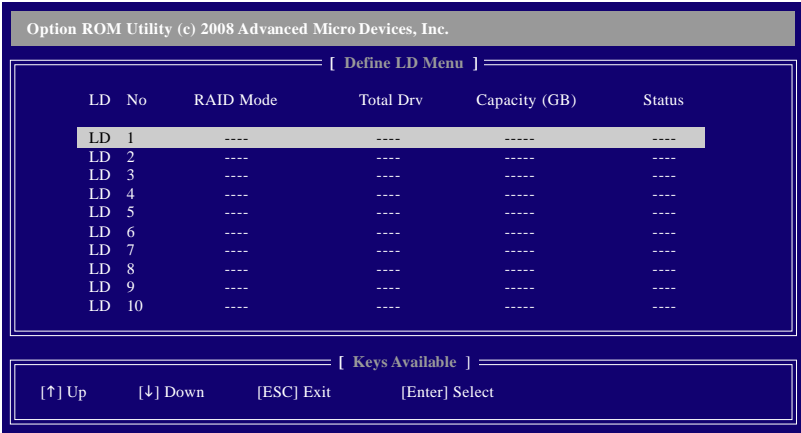 Option ROM Utility (c) 2008 Advanced Micro Devices, Inc.
[ Define LD Menu ]
LD No RAID Mode Total Drv Capacity (GB) Status
LD 1 ---- ---- ----- ----
LD 2 ---- ---- ----- ----
LD 3 ---- ---- ----- ----
LD 4 ---- ---- ----- ----
LD 5 ---- ---- ----- ----
LD 6 ---- ---- ----- ----
LD 7 ---- ---- ----- ----
LD 8 ---- ---- ----- ----
LD 9 ---- ---- ----- ----
LD 10 ---- ---- ----- ----
[ Keys Available ]
[↑] Up [↓] Down [ESC] Exit [Enter] Select